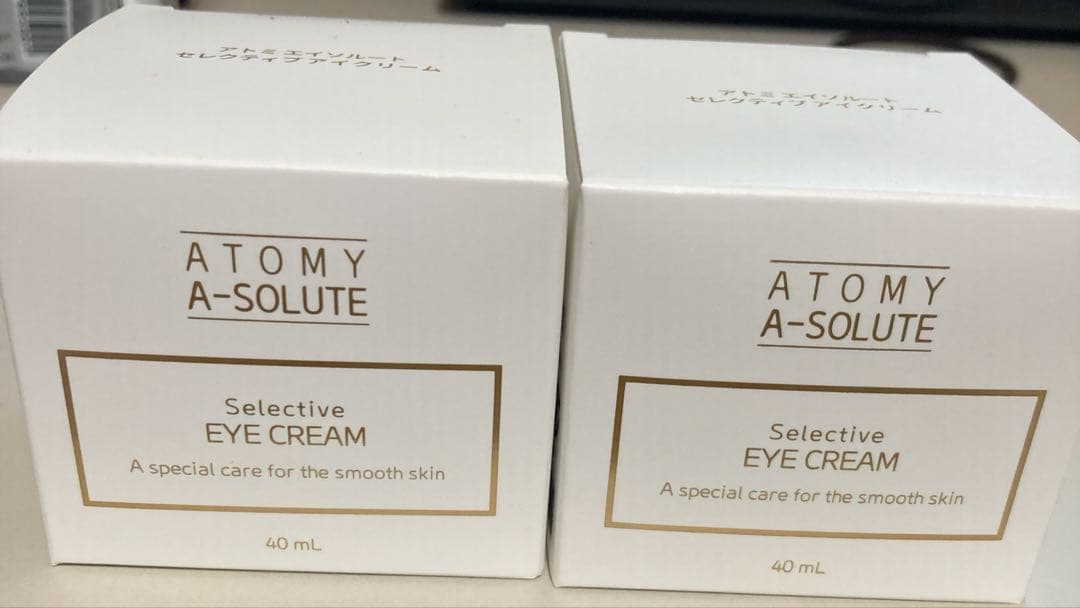 アトミ エイソルート
セレクティブアイクリーム
ATOMY
A-SOLUTE
Selective
EYE CREAM
A special care for the smooth skin
40 mL
アトミ エイソルート
セレクティブアイクリーム
ATOMY
A-SOLUTE
Selective
EYE CREAM
A special care for the smooth skin
40 mL